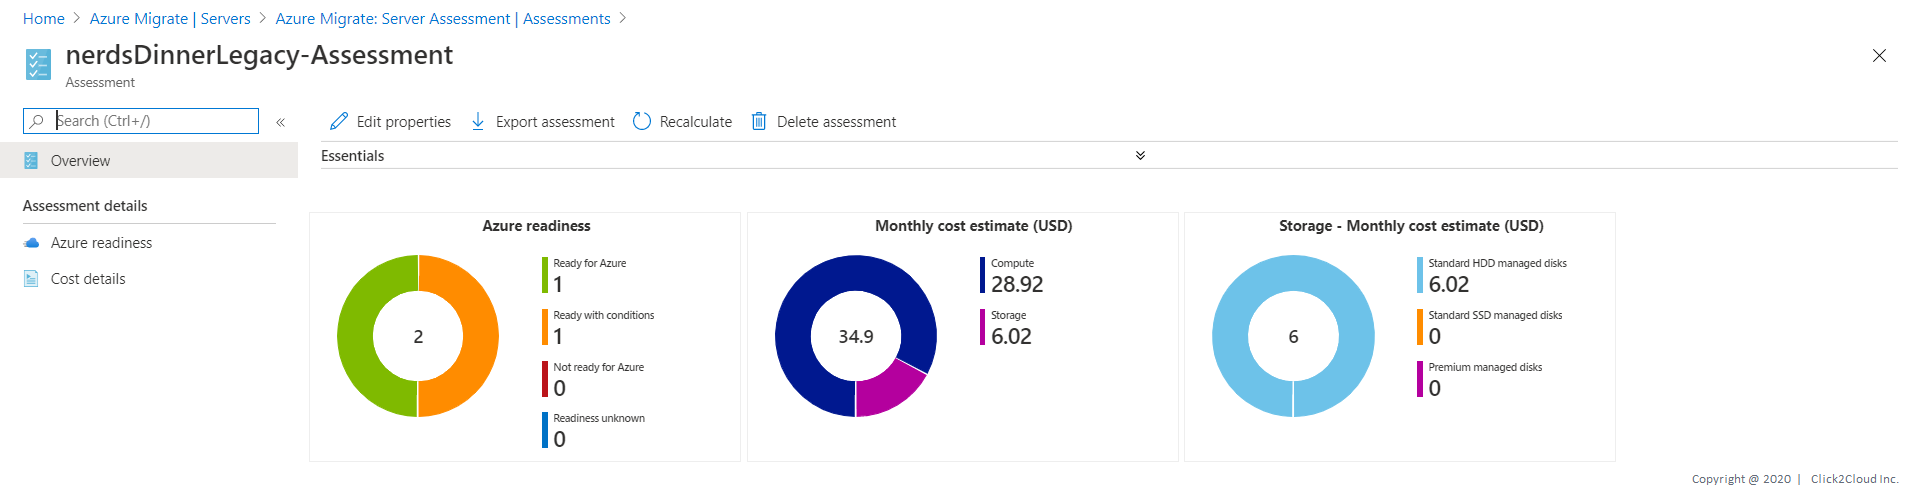 Home > Azure Migrate | Servers > Azure Migrate: Server Assessment | Assessments >
nerdsDinnerLegacy-Assessment
Assessment
Search (Ctrl+/)
Edit properties
Export assessment
Recalculate
Delete assessment
Overview
Essentials
Assessment details
Azure readiness
Cost details
Azure readiness
2
Ready for Azure
1
Ready with conditions
1
Not ready for Azure
0
Readiness unknown
0
Monthly cost estimate (USD)
34.9
Compute
28.92
Storage
6.02
Storage - Monthly cost estimate (USD)
6
Standard HDD managed disks
6.02
Standard SSD managed disks
0
Premium managed disks
0
Copyright @ 2020 | Click2Cloud Inc.